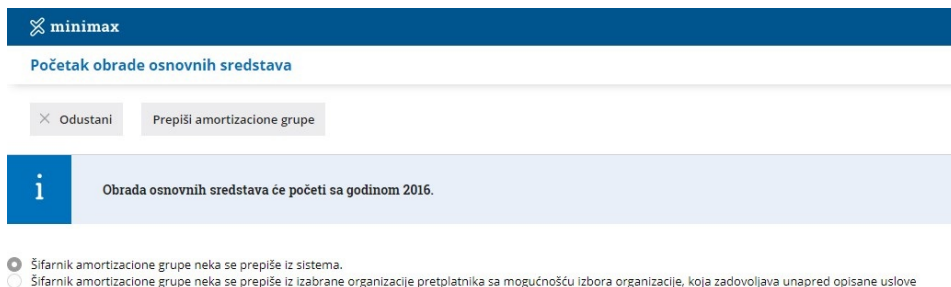 minimax
Početak obrade osnovnih sredstava
Odustani Prepiši amortizacione grupe
i Obrada osnovnih sredstava će početi sa godinom 2016.
Šifarnik amortizacione grupe neka se prepiše iz sistema.
Šifarnik amortizacione grupe neka se prepiše iz izabrane organizacije pretplatnika sa mogućnošću izbora organizacije, koja zadovoljava unapred opisane uslove